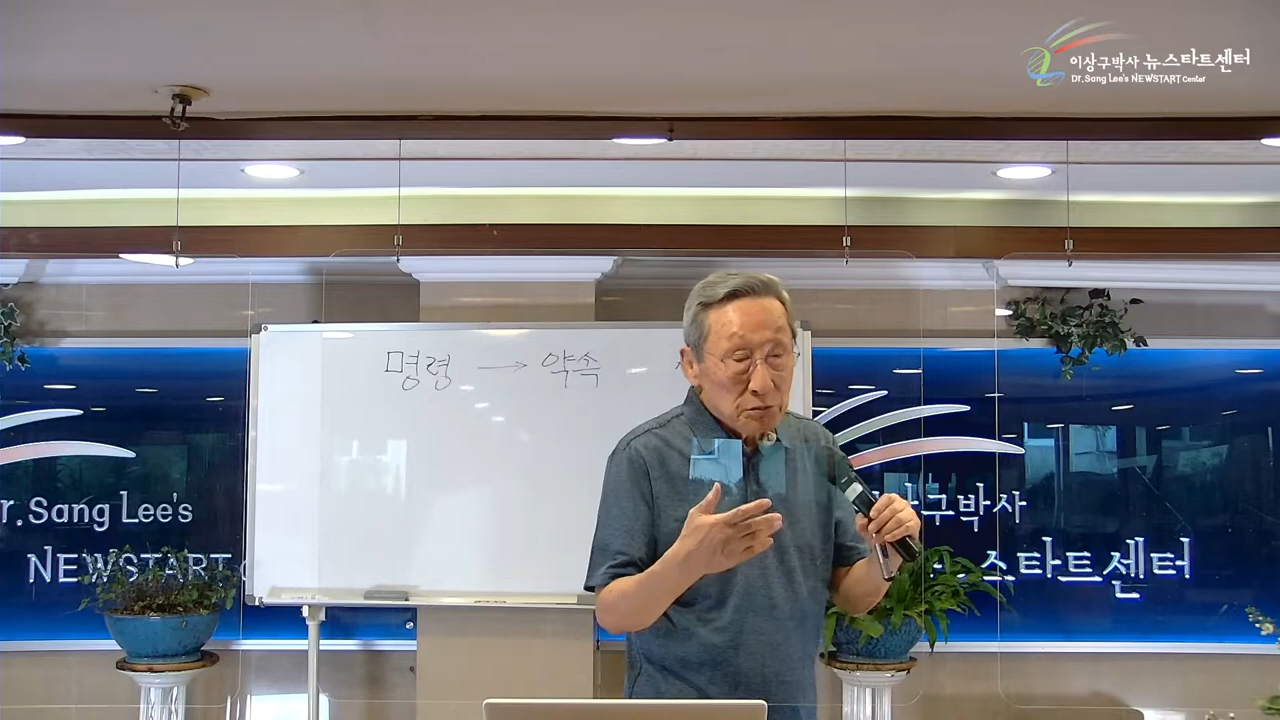 이상구박사 뉴스타트센터
Dr. Sang Lee's NEWSTART Center
명령 → 약속
r. Sang Lee's
NEWSTART
구박사
스타트센터